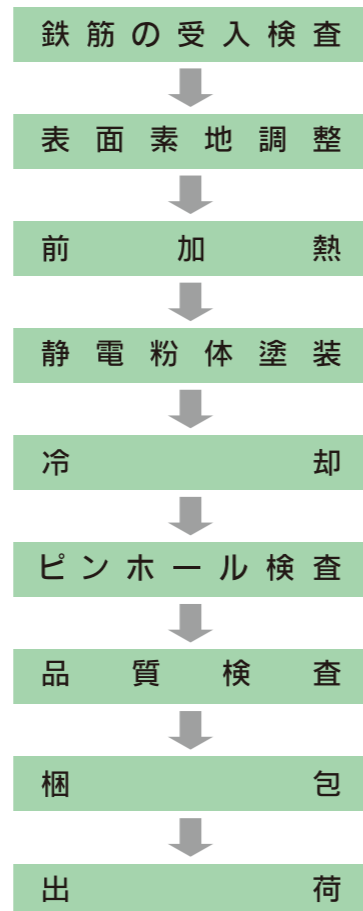 鉄筋の受入検査
表面素地調整
前加熱
静電粉体塗装
冷却
ピンホール検査
品質検査
梱包
出荷